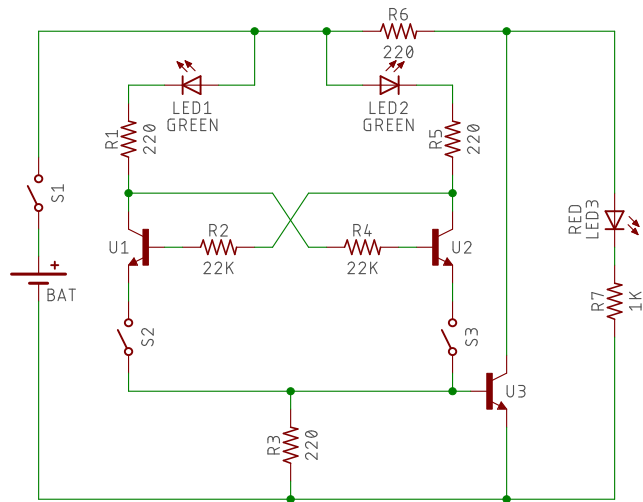 R6
220
LED1
GREEN
LED2
GREEN
R1
220
R5
220
S1
RED
LED3
R2
22K
R4
22K
U1
U2
+
BAT
R7
1K
S2
S3
U3
R3
220